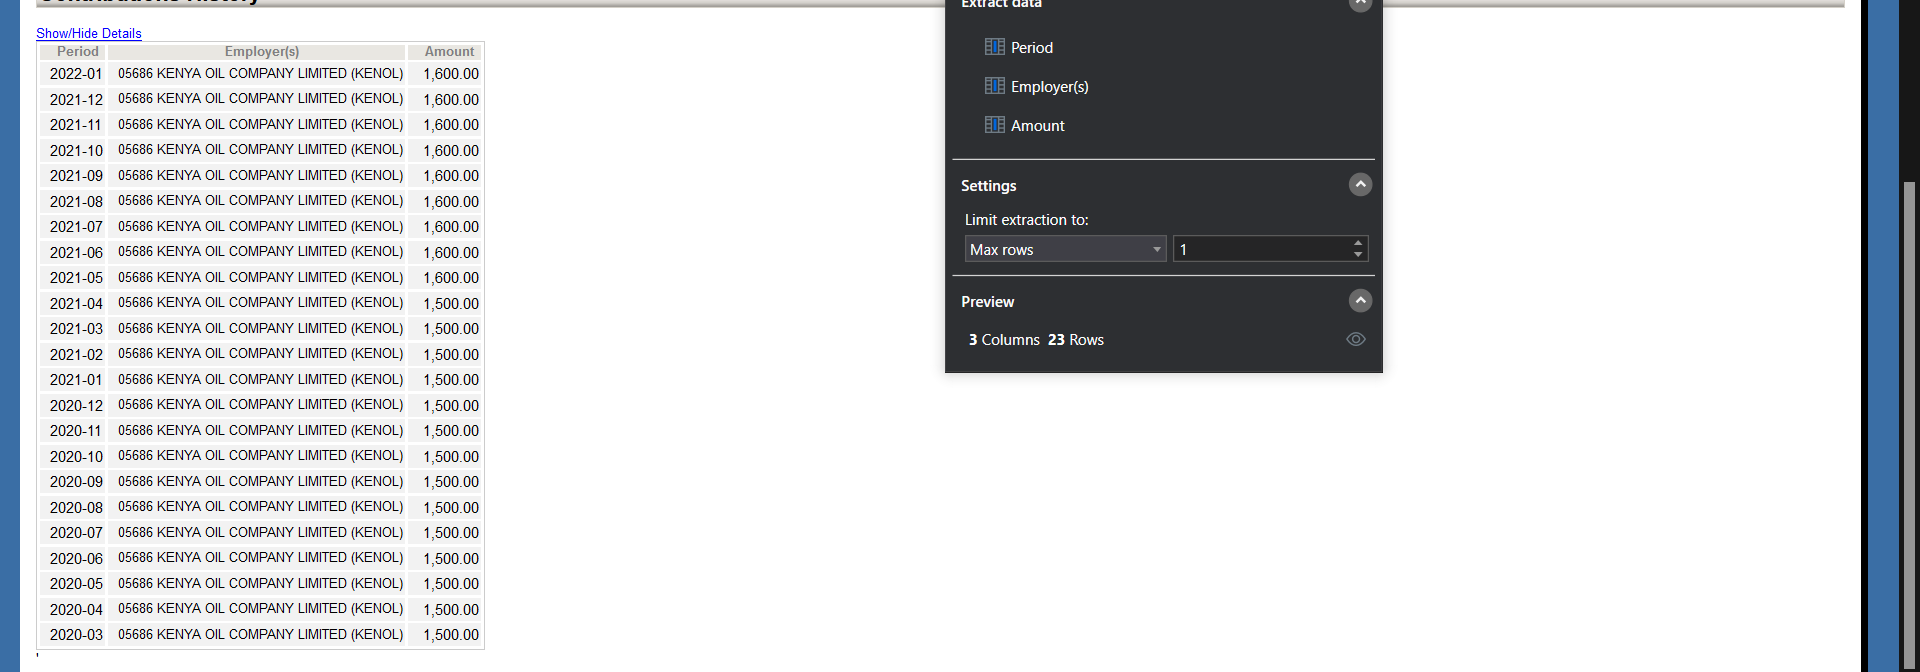 Contributions History
Show/Hide Details
Period Employer(s) Amount
2022-01 05686 KENYA OIL COMPANY LIMITED (KENOL) 1,600.00
2021-12 05686 KENYA OIL COMPANY LIMITED (KENOL) 1,600.00
2021-11 05686 KENYA OIL COMPANY LIMITED (KENOL) 1,600.00
2021-10 05686 KENYA OIL COMPANY LIMITED (KENOL) 1,600.00
2021-09 05686 KENYA OIL COMPANY LIMITED (KENOL) 1,600.00
2021-08 05686 KENYA OIL COMPANY LIMITED (KENOL) 1,600.00
2021-07 05686 KENYA OIL COMPANY LIMITED (KENOL) 1,600.00
2021-06 05686 KENYA OIL COMPANY LIMITED (KENOL) 1,600.00
2021-05 05686 KENYA OIL COMPANY LIMITED (KENOL) 1,600.00
2021-04 05686 KENYA OIL COMPANY LIMITED (KENOL) 1,500.00
2021-03 05686 KENYA OIL COMPANY LIMITED (KENOL) 1,500.00
2021-02 05686 KENYA OIL COMPANY LIMITED (KENOL) 1,500.00
2021-01 05686 KENYA OIL COMPANY LIMITED (KENOL) 1,500.00
2020-12 05686 KENYA OIL COMPANY LIMITED (KENOL) 1,500.00
2020-11 05686 KENYA OIL COMPANY LIMITED (KENOL) 1,500.00
2020-10 05686 KENYA OIL COMPANY LIMITED (KENOL) 1,500.00
2020-09 05686 KENYA OIL COMPANY LIMITED (KENOL) 1,500.00
2020-08 05686 KENYA OIL COMPANY LIMITED (KENOL) 1,500.00
2020-07 05686 KENYA OIL COMPANY LIMITED (KENOL) 1,500.00
2020-06 05686 KENYA OIL COMPANY LIMITED (KENOL) 1,500.00
2020-05 05686 KENYA OIL COMPANY LIMITED (KENOL) 1,500.00
2020-04 05686 KENYA OIL COMPANY LIMITED (KENOL) 1,500.00
2020-03 05686 KENYA OIL COMPANY LIMITED (KENOL) 1,500.00
'
Extract data
Period
Employer(s)
Amount
Settings
Limit extraction to:
Max rows 1
Preview
3 Columns 23 Rows